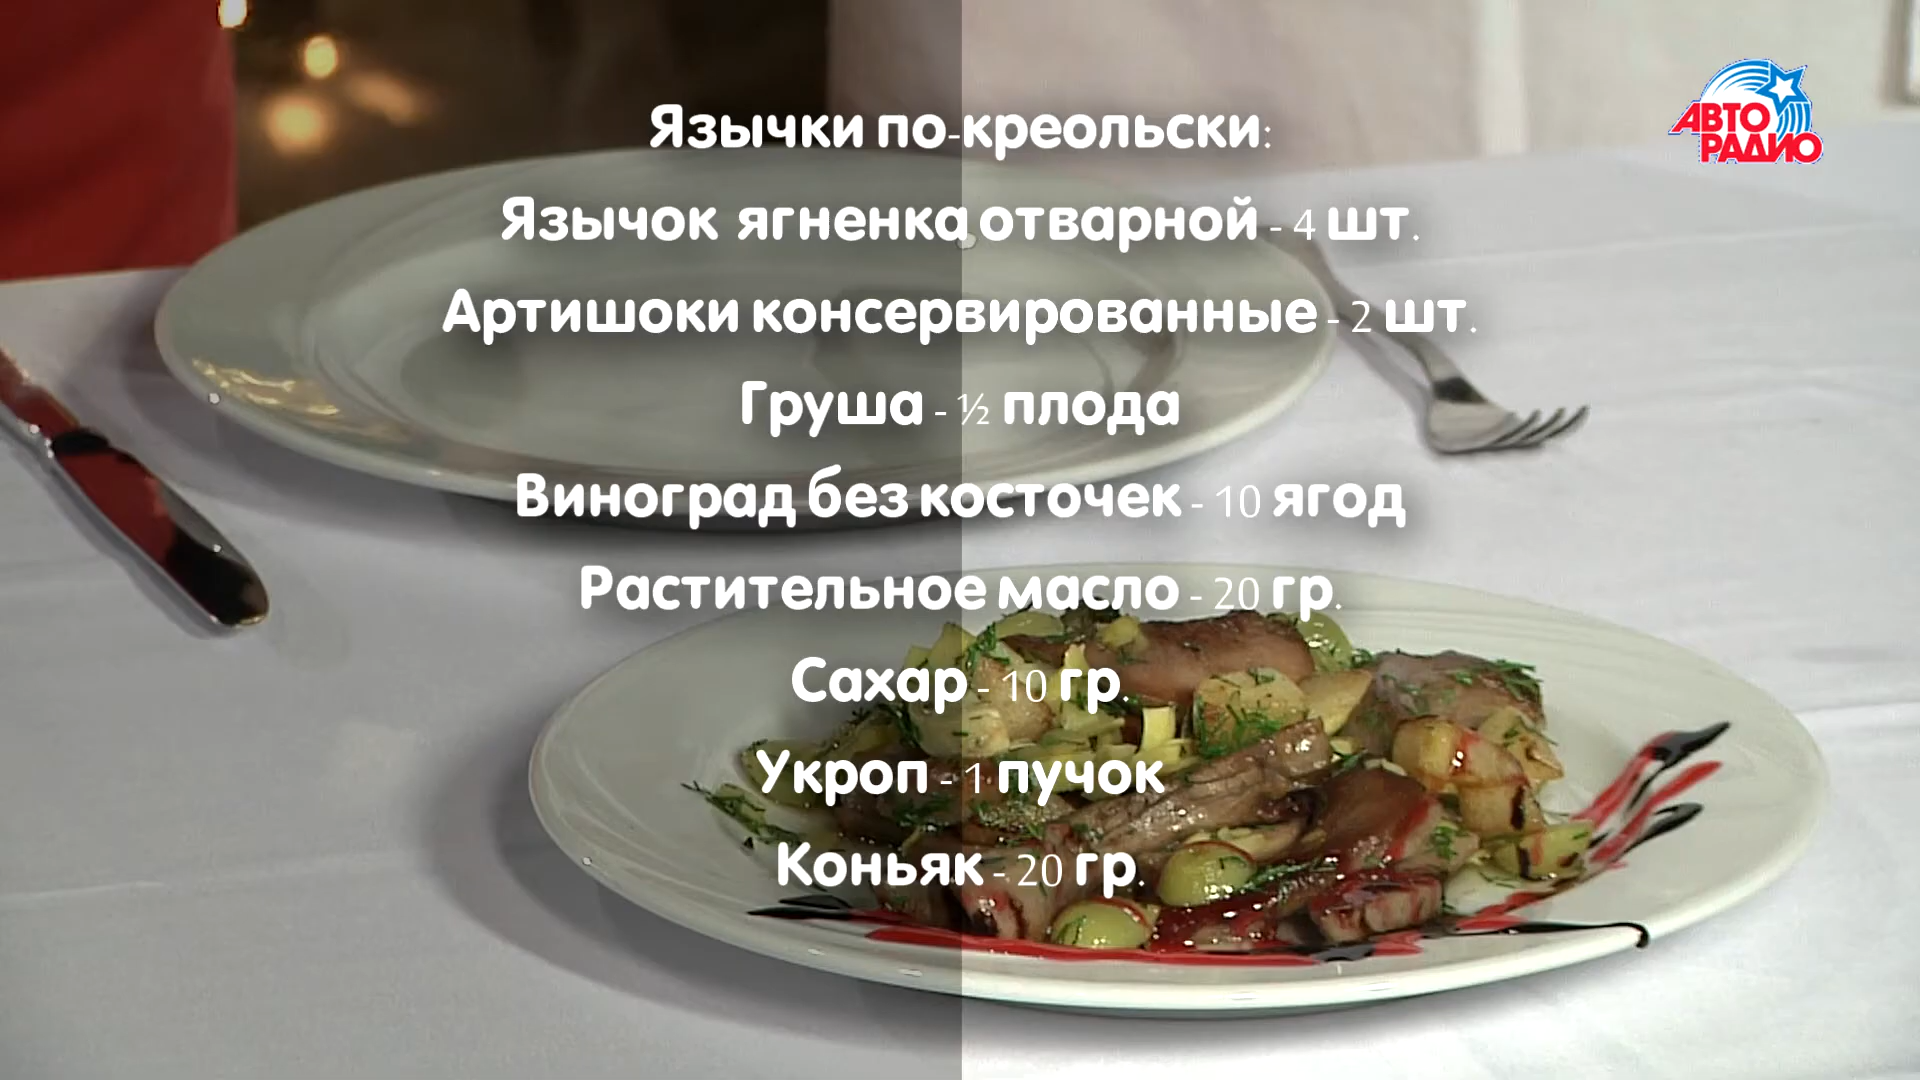 АВТО
РАДИО
Язычки по-креольски:
Язычок ягненка отварной - 4 шт.
Артишоки консервированные - 2 шт.
Груша - ½ плода
Виноград без косточек - 10 ягод
Растительное масло - 20 гр.
Сахар - 10 гр.
Укроп - 1 пучок
Коньяк - 20 гр.